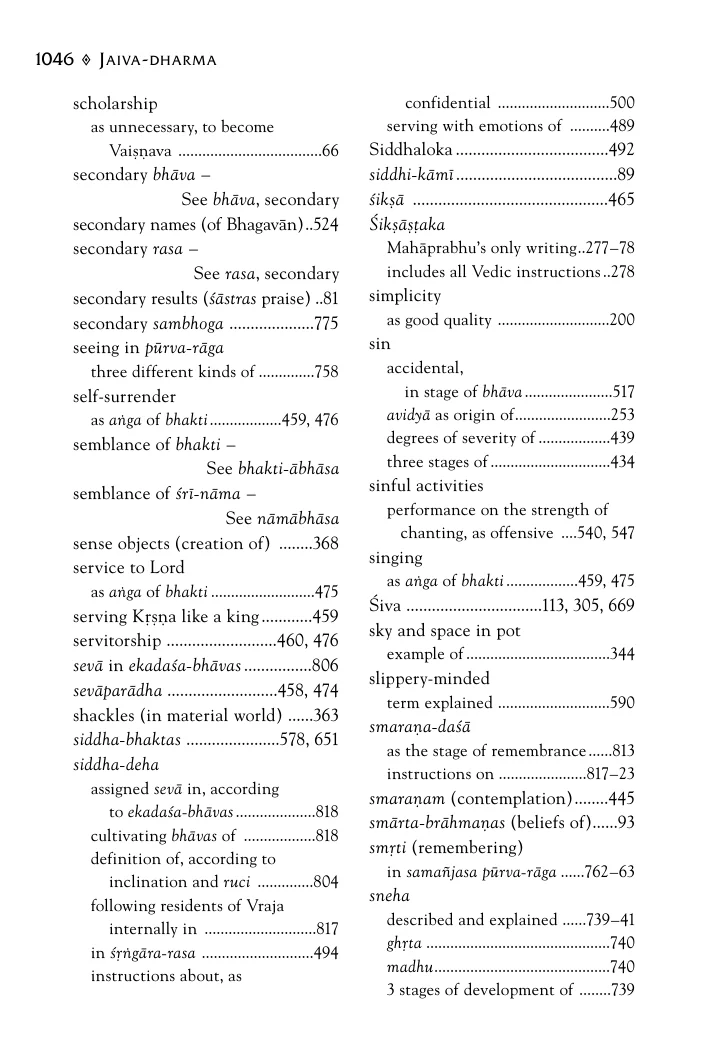 1046 ◊ JAIVA-DHARMA
scholarship
as unnecessary, to become
Vaiṣṇava ....................................66
secondary bhāva –
See bhāva, secondary
secondary names (of Bhagavān)..524
secondary rasa –
See rasa, secondary
secondary results (śāstras praise) ..81
secondary sambhoga ...................775
seeing in pūrva-rāga
three different kinds of ..............758
self-surrender
as aṅga of bhakti..................459, 476
semblance of bhakti –
See bhakti-ābhāsa
semblance of śrī-nāma –
See nāmābhāsa
sense objects (creation of) ........368
service to Lord
as aṅga of bhakti ..........................475
serving Kṛṣṇa like a king............459
servitorship .........................460, 476
sevā in ekadaśa-bhāvas...............806
sevāparādha .........................458, 474
shackles (in material world) ......363
siddha-bhaktas .....................578, 651
siddha-deha
assigned sevā in, according
to ekadaśa-bhāvas....................818
cultivating bhāvas of ..................818
definition of, according to
inclination and ruci ..............804
following residents of Vraja
internally in ............................817
in śṛṅgāra-rasa ............................494
instructions about, as
confidential ............................500
serving with emotions of ..........489
Siddhaloka..................................492
siddhi-kāmī....................................89
śikṣā ............................................465
Śikṣāṣṭaka
Mahāprabhu's only writing..277–78
includes all Vedic instructions..278
simplicity
as good quality ............................200
sin
accidental,
in stage of bhāva......................517
avidyā as origin of........................253
degrees of severity of ..................439
three stages of ..............................434
sinful activities
performance on the strength of
chanting, as offensive ....540, 547
singing
as aṅga of bhakti ..................459, 475
Śiva ..............................113, 305, 669
sky and space in pot
example of ....................................344
slippery-minded
term explained ............................590
smaraṇa-daśā
as the stage of remembrance......813
instructions on ......................817–23
smaraṇam (contemplation)........445
smārta-brāhmaṇas (beliefs of)......93
smṛti (remembering)
in samañjasa pūrva-rāga ......762–63
sneha
described and explained ......739–41
ghṛta ..............................................740
madhu............................................740
3 stages of development of ........739